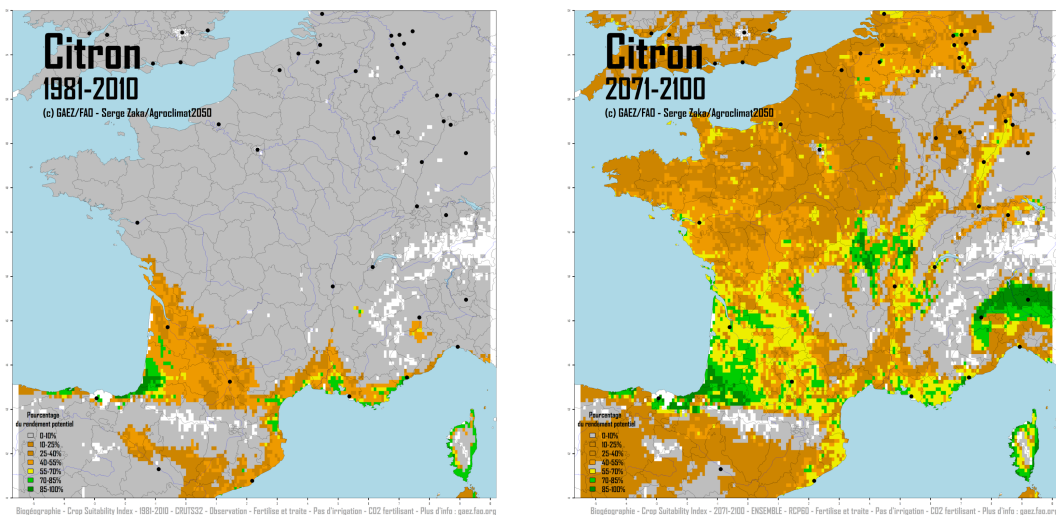 Citron
1981-2010
(c) GAEZ/FAO - Serge Zaka/Agroclimat2050
Pourcentage
du rendement potentiel
0-10%
10-25%
25-40%
40-55%
55-70%
70-85%
85-100%
Biogéographie - Crop Suitability Index - 1981-2010 - CRUTS32 - Observation - Fertilise et traite - Pas d'irrigation - CO2 fertilisant - Plus d'info : gaez.fao.org
Citron
2071-2100
(c) GAEZ/FAO - Serge Zaka/Agroclimat2050
Pourcentage
du rendement potentiel
0-10%
10-25%
25-40%
40-55%
55-70%
70-85%
85-100%
Biogéographie - Crop Suitability Index - 2071-2100 - ENSEMBLE - RCP60 - Fertilise et traite - Pas d'irrigation - CO2 fertilisant - Plus d'info : gaez.fao.org